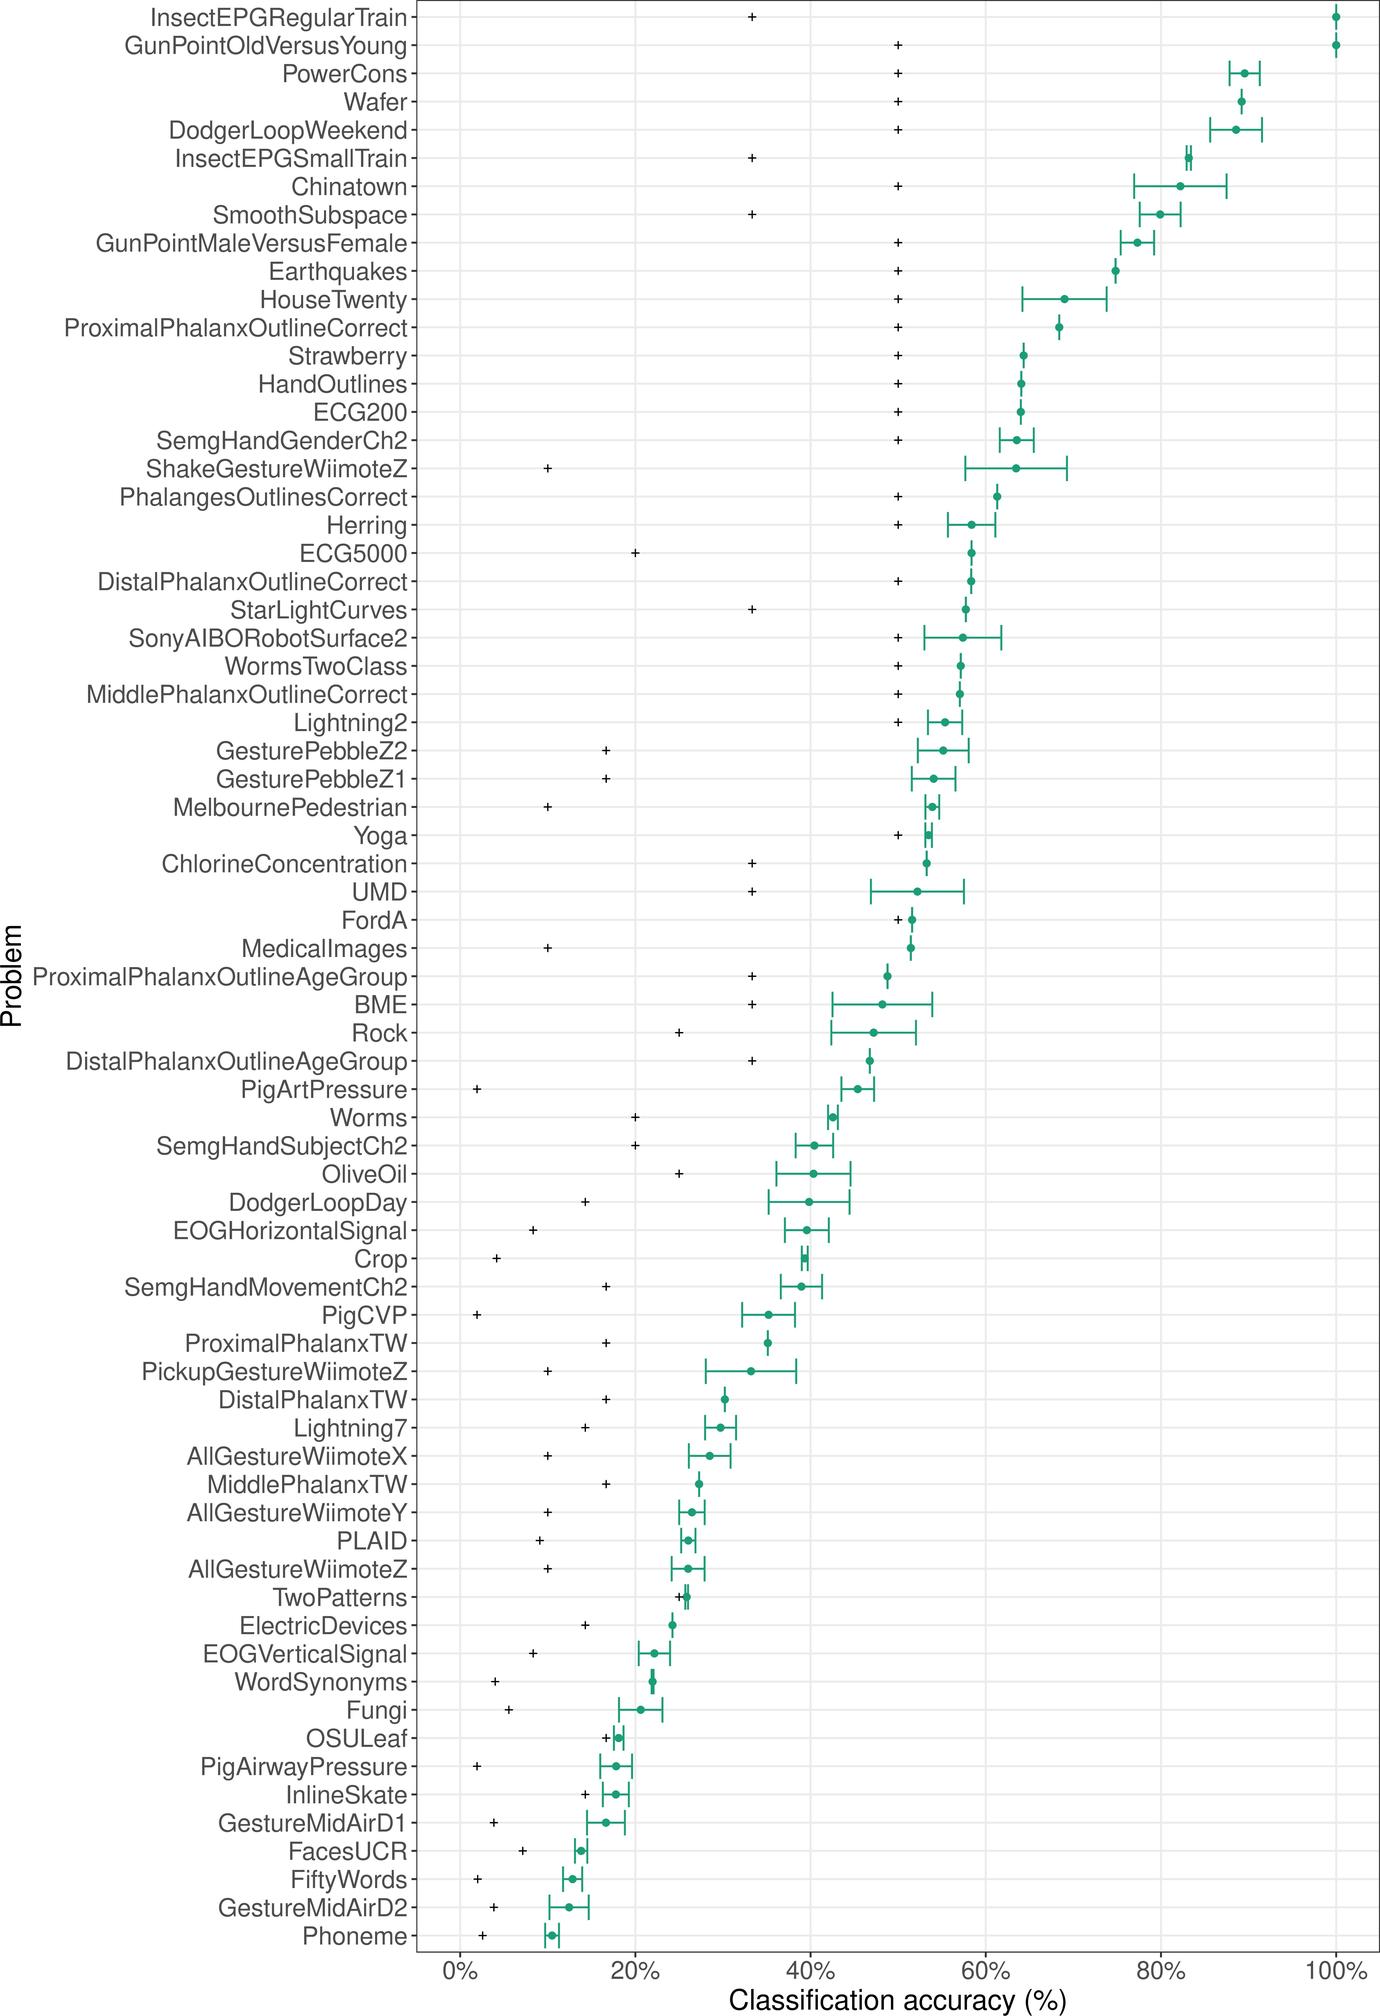 InsectEPGRegularTrain
GunPointOldVersusYoung
PowerCons
Wafer
DodgerLoopWeekend
InsectEPGSmallTrain
Chinatown
SmoothSubspace
GunPointMaleVersusFemale
Earthquakes
HouseTwenty
ProximalPhalanxOutlineCorrect
Strawberry
HandOutlines
ECG200
SemgHandGenderCh2
ShakeGestureWiimoteZ
PhalangesOutlinesCorrect
Herring
ECG5000
DistalPhalanxOutlineCorrect
StarLightCurves
SonyAIBORobotSurface2
WormsTwoClass
MiddlePhalanxOutlineCorrect
Lightning2
GesturePebbleZ2
GesturePebbleZ1
MelbournePedestrian
Yoga
ChlorineConcentration
UMD
FordA
MedicalImages
ProximalPhalanxOutlineAgeGroup
BME
Rock
DistalPhalanxOutlineAgeGroup
PigArtPressure
Worms
SemgHandSubjectCh2
OliveOil
DodgerLoopDay
EOGHorizontalSignal
Crop
SemgHandMovementCh2
PigCVP
ProximalPhalanxTW
PickupGestureWiimoteZ
DistalPhalanxTW
Lightning7
AllGestureWiimoteX
MiddlePhalanxTW
AllGestureWiimoteY
PLAID
AllGestureWiimoteZ
TwoPatterns
ElectricDevices
EOGVerticalSignal
WordSynonyms
Fungi
OSULeaf
PigAirwayPressure
InlineSkate
GestureMidAirD1
FacesUCR
FiftyWords
GestureMidAirD2
Phoneme
Problem
0% 20% 40% 60% 80% 100%
Classification accuracy (%)